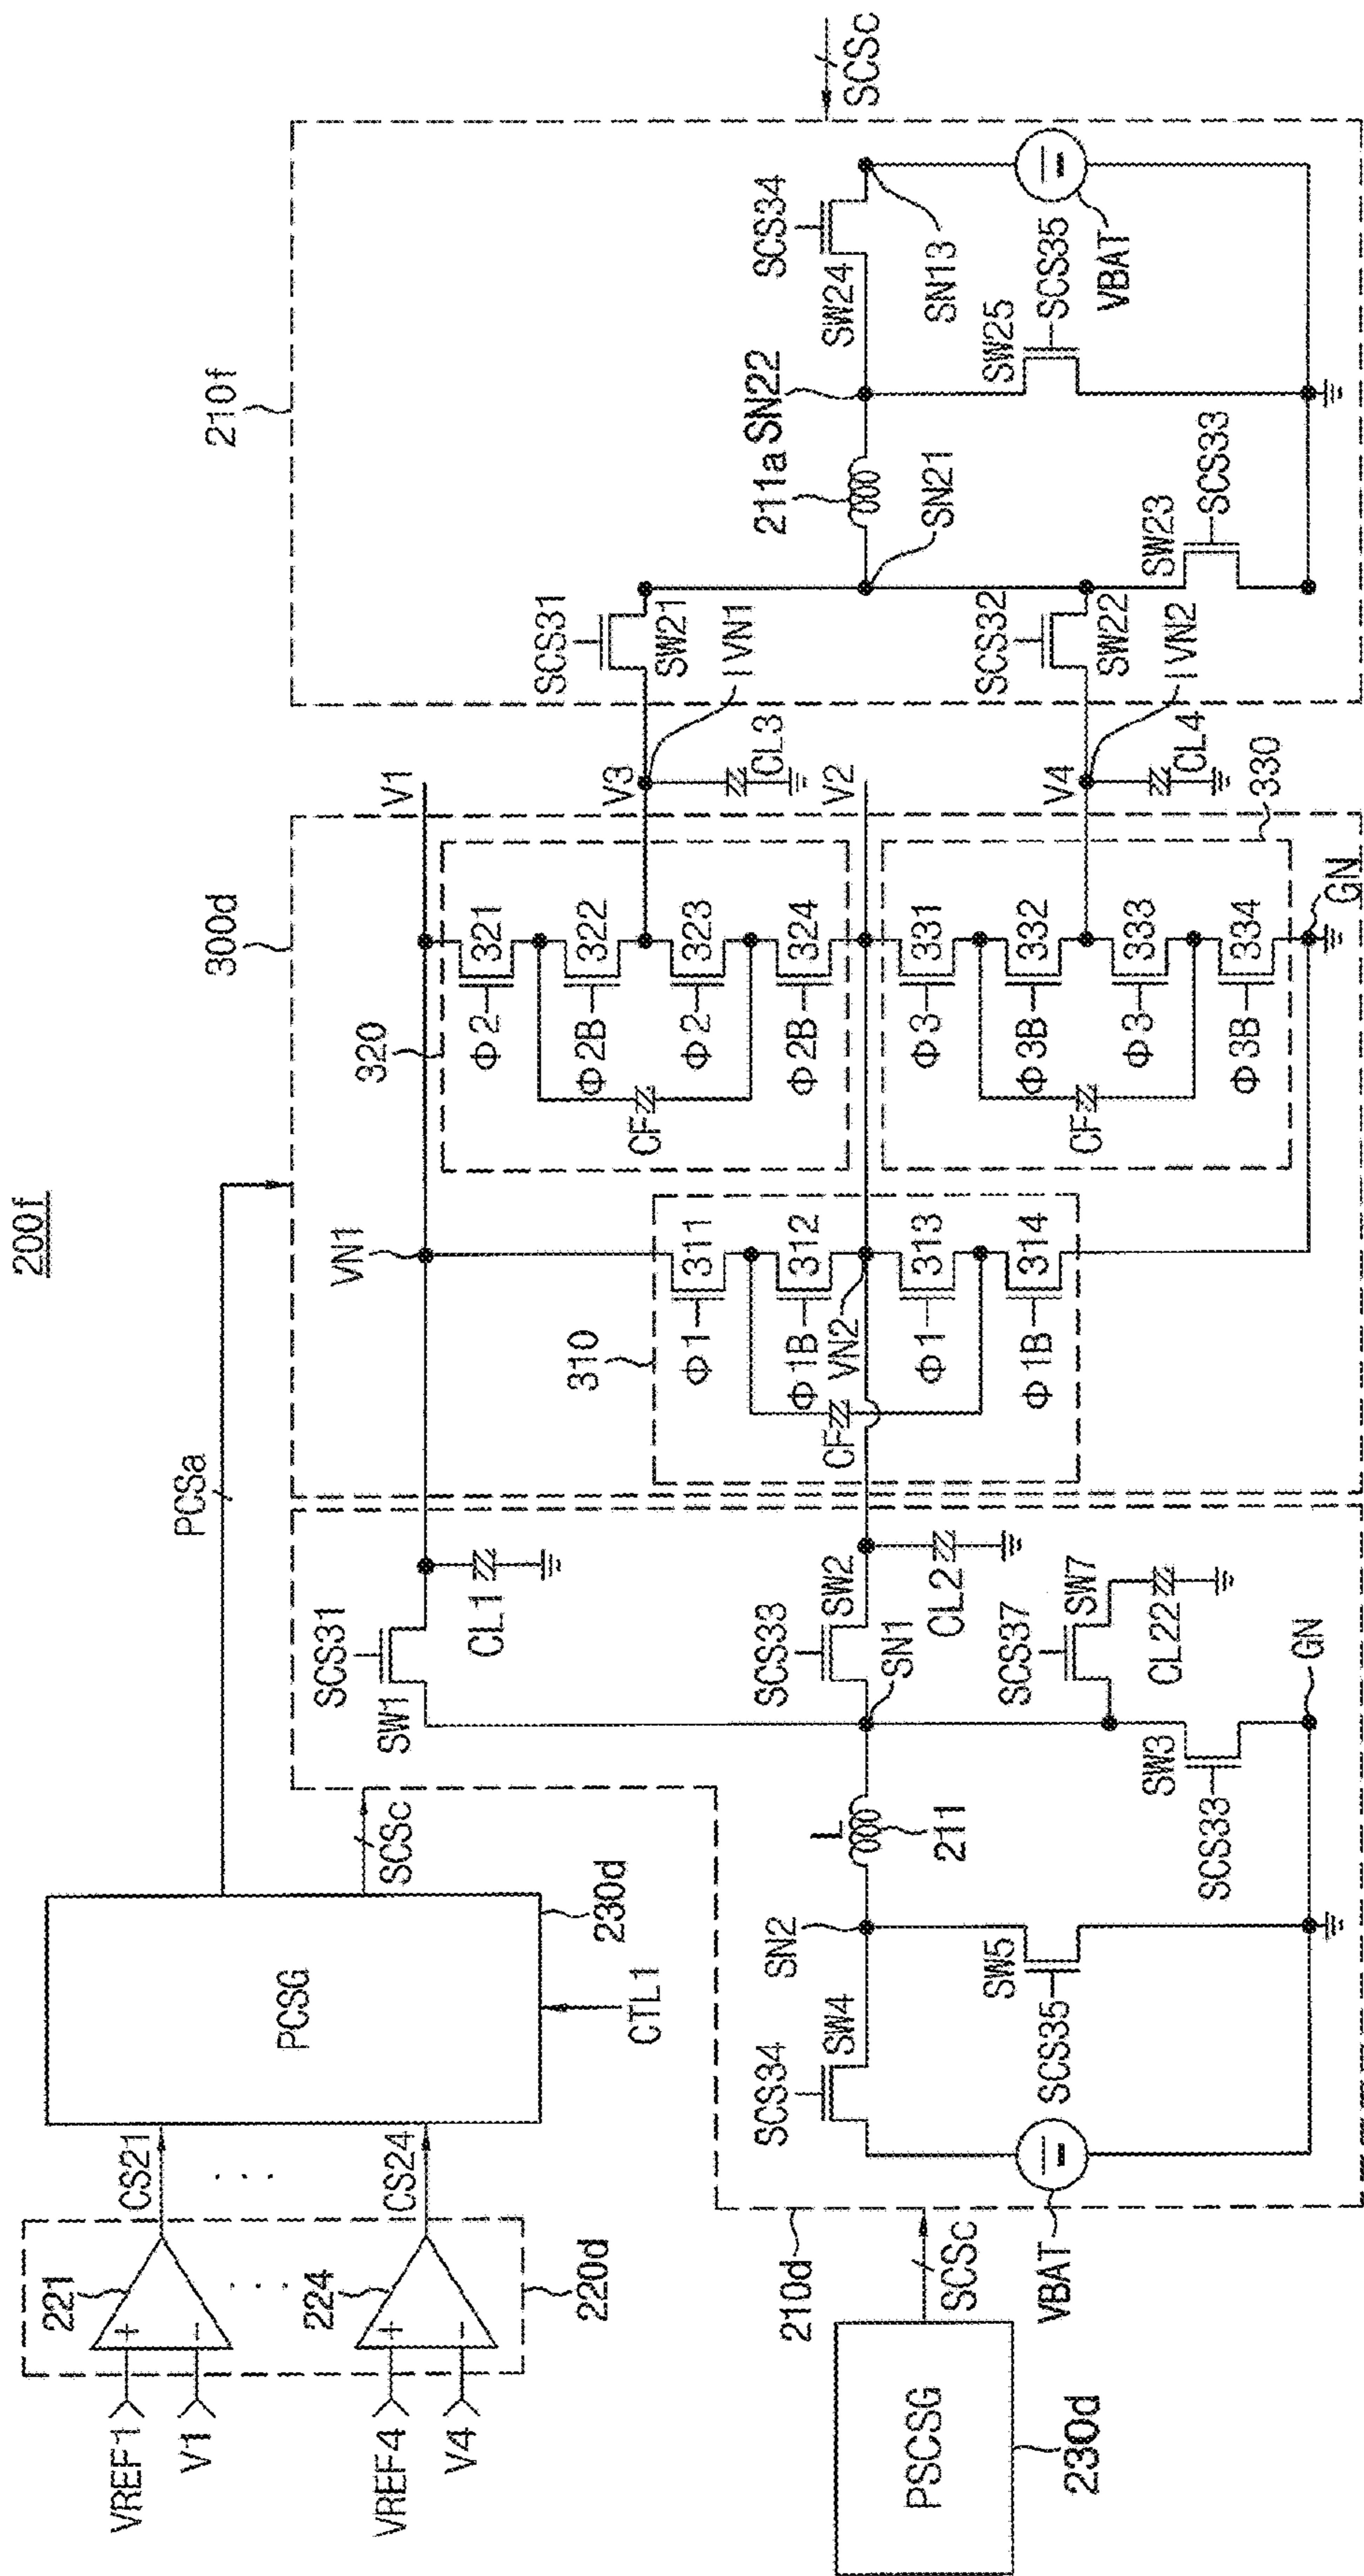 200f
VREF1
V1
VREF4
V4
221
224
220d
CS21
CS24
. . .
. . .
PCSG
230d
CTL1
PCSa
SCSc
PSCSG
230d
SCSc
210d
SCS31
SW1
CL1
SCS33
SW2
CL2
SN1
SCS37
SW7
CL22
GN
SW3
SCS33
L
211
SN2
SCS34
SW4
SW5
SCS35
VBAT
300d
VN1
310
Φ1
311
Φ1B
312
VN2
Φ1
313
Φ1B
314
CF
320
Φ2
321
Φ2B
322
Φ2
323
Φ2B
324
CF
330
Φ3
331
Φ3B
332
Φ3
333
Φ3B
334
CF
GN
V1
V3
CL3
V2
V4
CL4
IVN1
IVN2
210f
SCSc
SCS31
SW21
SCS32
SW22
SW23
SCS33
SN21
211a
SN22
SW24
SCS34
SN13
SW25
SCS35
VBAT